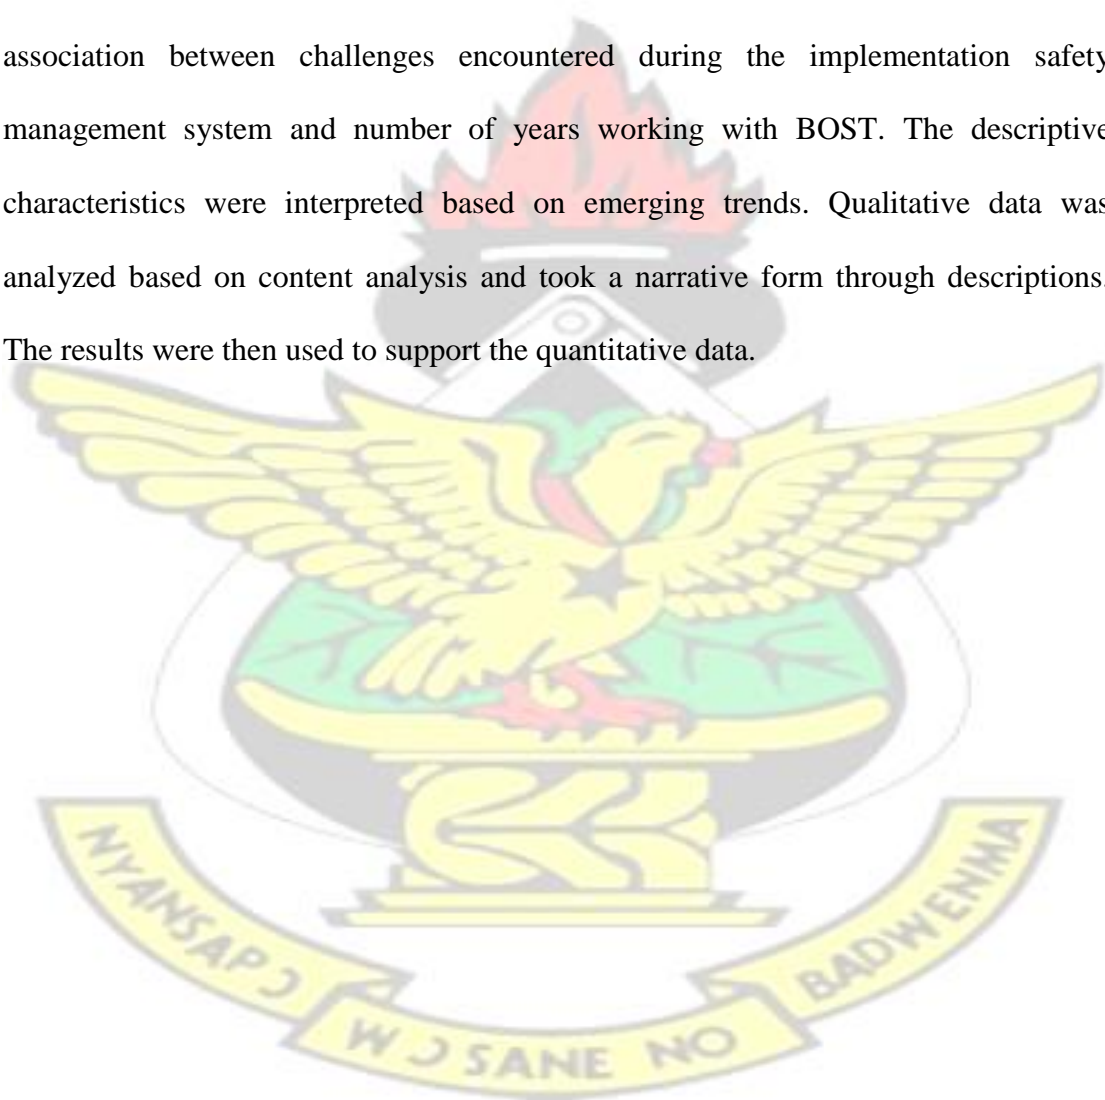 association between challenges encountered during the implementation safety
management system and number of years working with BOST. The descriptive
characteristics were interpreted based on emerging trends. Qualitative data was
analyzed based on content analysis and took a narrative form through descriptions.
The results were then used to support the quantitative data.
NYANSAPƆ
WƆ SANE NO
BADWENMA